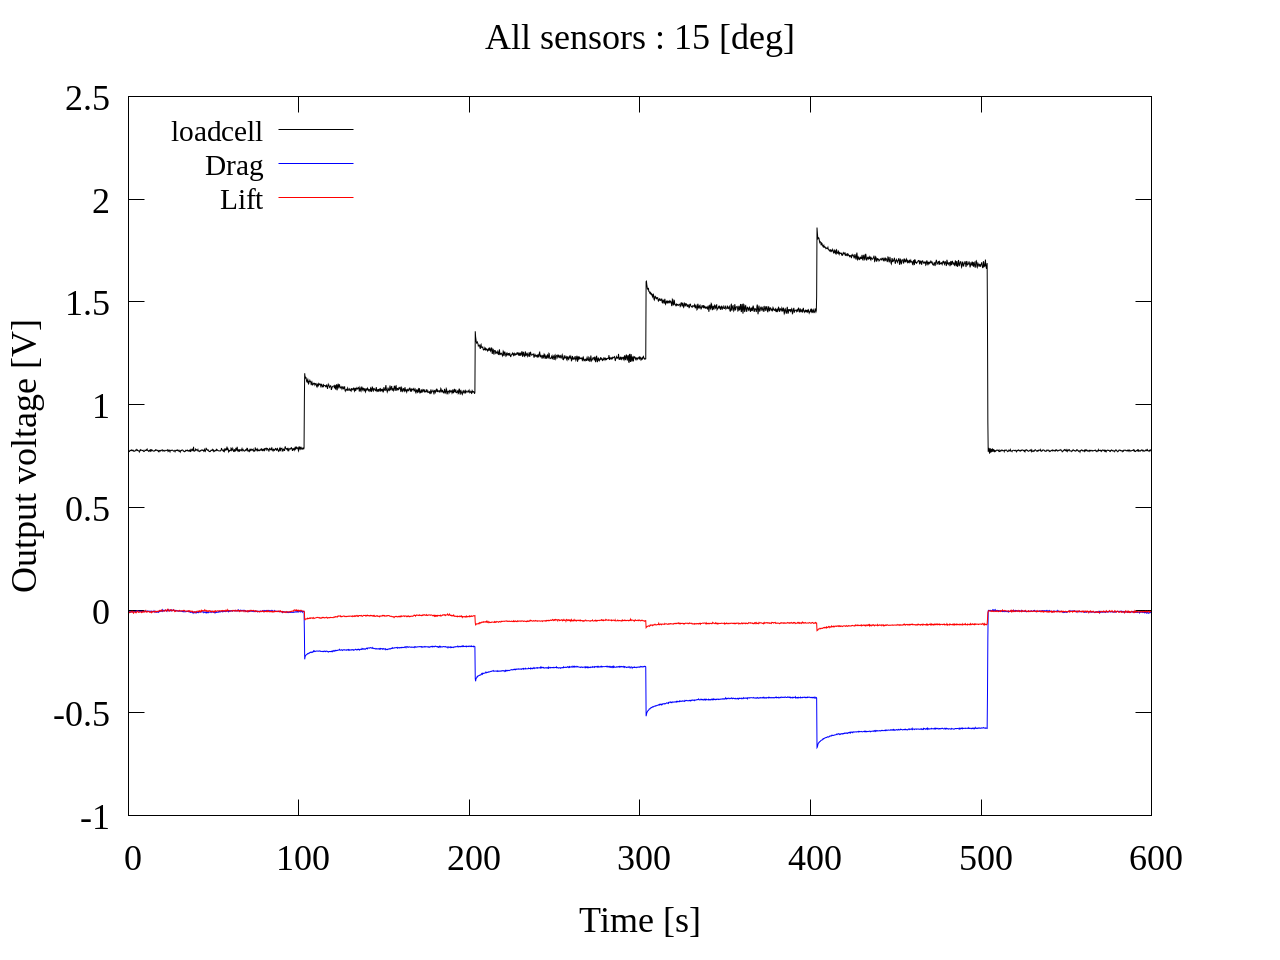 All sensors : 15 [deg]
2.5
2
1.5
1
0.5
0
-0.5
-1
Output voltage [V]
loadcell
Drag
Lift
0 100 200 300 400 500 600
Time [s]